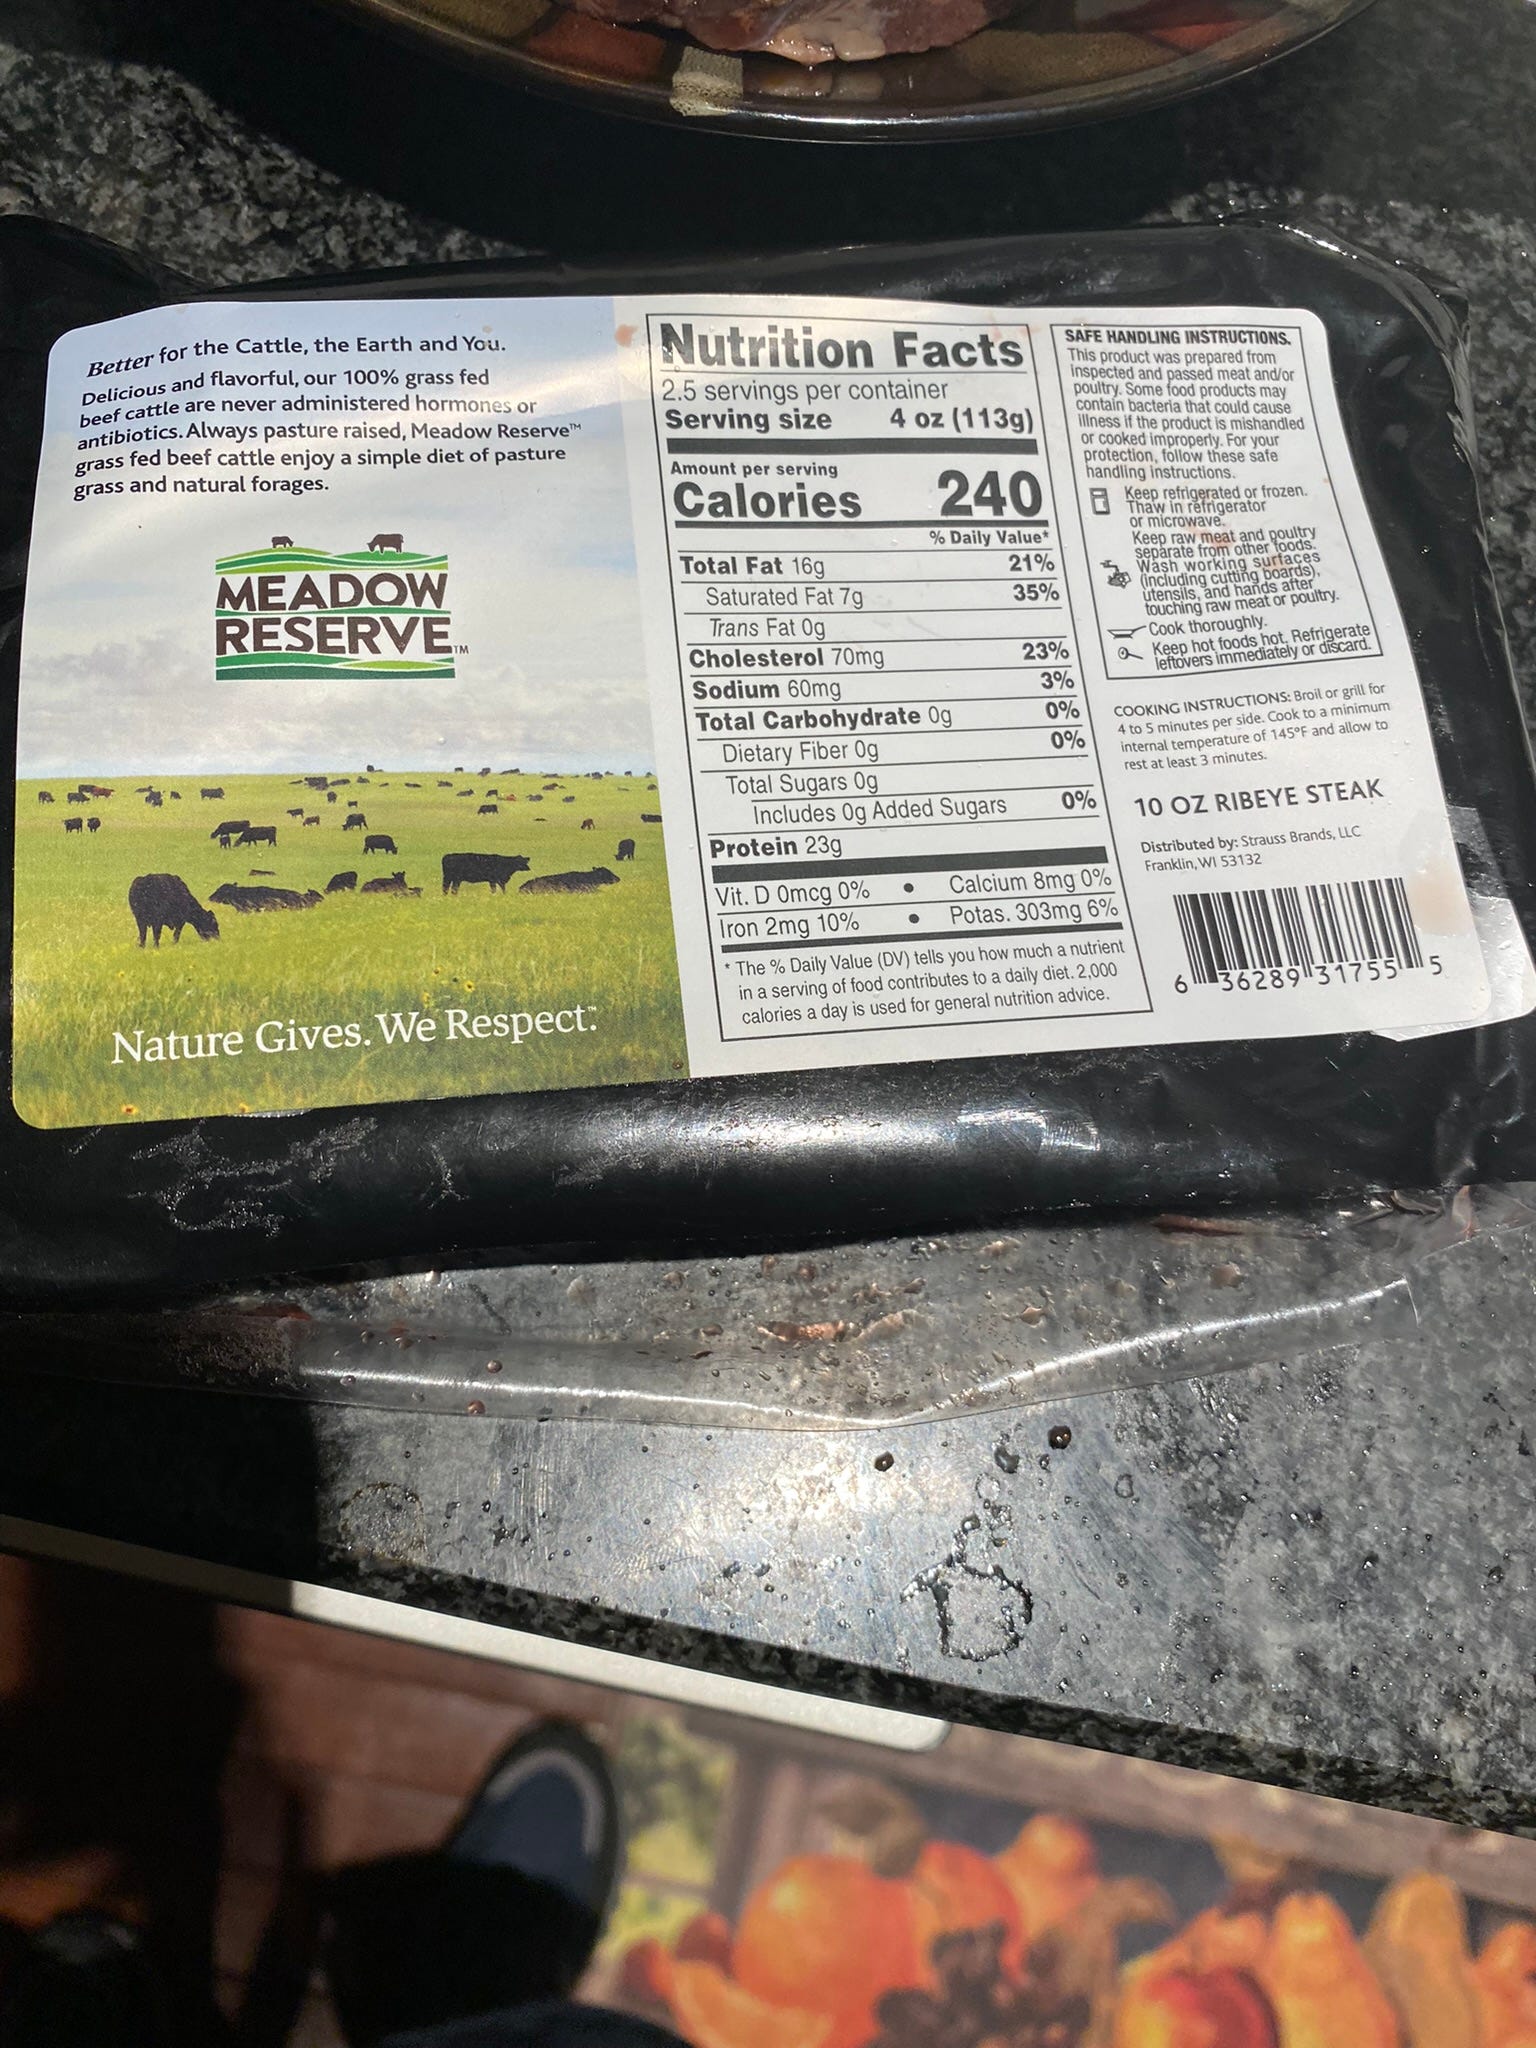 Better for the Cattle, the Earth and You.
Delicious and flavorful, our 100% grass fed
beef cattle are never administered hormones or
antibiotics. Always pasture raised, Meadow Reserve™
grass fed beef cattle enjoy a simple diet of pasture
grass and natural forages.
MEADOW
RESERVE™
Nature Gives. We Respect.™
Nutrition Facts
2.5 servings per container
Serving size 4 oz (113g)
Amount per serving
Calories 240
% Daily Value*
Total Fat 16g 21%
Saturated Fat 7g 35%
Trans Fat 0g
Cholesterol 70mg 23%
Sodium 60mg 3%
Total Carbohydrate 0g 0%
Dietary Fiber 0g 0%
Total Sugars 0g
Includes 0g Added Sugars 0%
Protein 23g
Vit. D 0mcg 0% • Calcium 8mg 0%
Iron 2mg 10% • Potas. 303mg 6%
* The % Daily Value (DV) tells you how much a nutrient
in a serving of food contributes to a daily diet. 2,000
calories a day is used for general nutrition advice.
SAFE HANDLING INSTRUCTIONS.
This product was prepared from
inspected and passed meat and/or
poultry. Some food products may
contain bacteria that could cause
illness if the product is mishandled
or cooked improperly. For your
protection, follow these safe
handling instructions.
Keep refrigerated or frozen.
Thaw in refrigerator
or microwave.
Keep raw meat and poultry
separate from other foods.
Wash working surfaces
(including cutting boards),
utensils, and hands after
touching raw meat or poultry.
Cook thoroughly.
Keep hot foods hot. Refrigerate
leftovers immediately or discard.
COOKING INSTRUCTIONS: Broil or grill for
4 to 5 minutes per side. Cook to a minimum
internal temperature of 145°F and allow to
rest at least 3 minutes.
10 OZ RIBEYE STEAK
Distributed by: Strauss Brands, LLC
Franklin, WI 53132
6 36289 31755 5